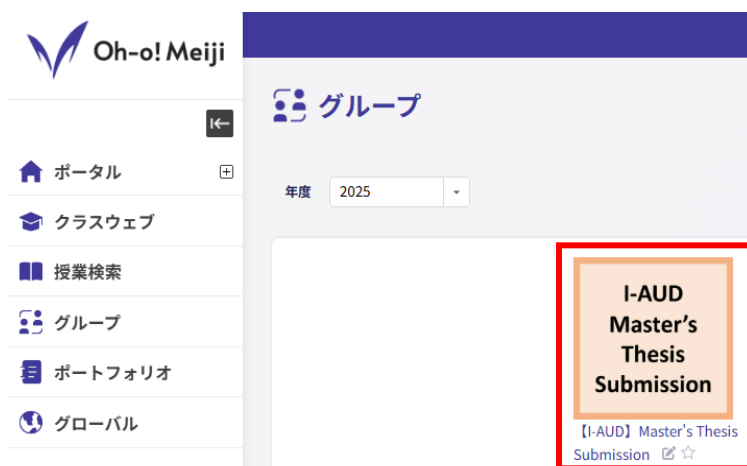 Oh-o! Meiji
ポータル
クラスウェブ
授業検索
グループ
ポートフォリオ
グローバル
グループ
年度 2025
I-AUD
Master's
Thesis
Submission
【I-AUD】Master's Thesis
Submission